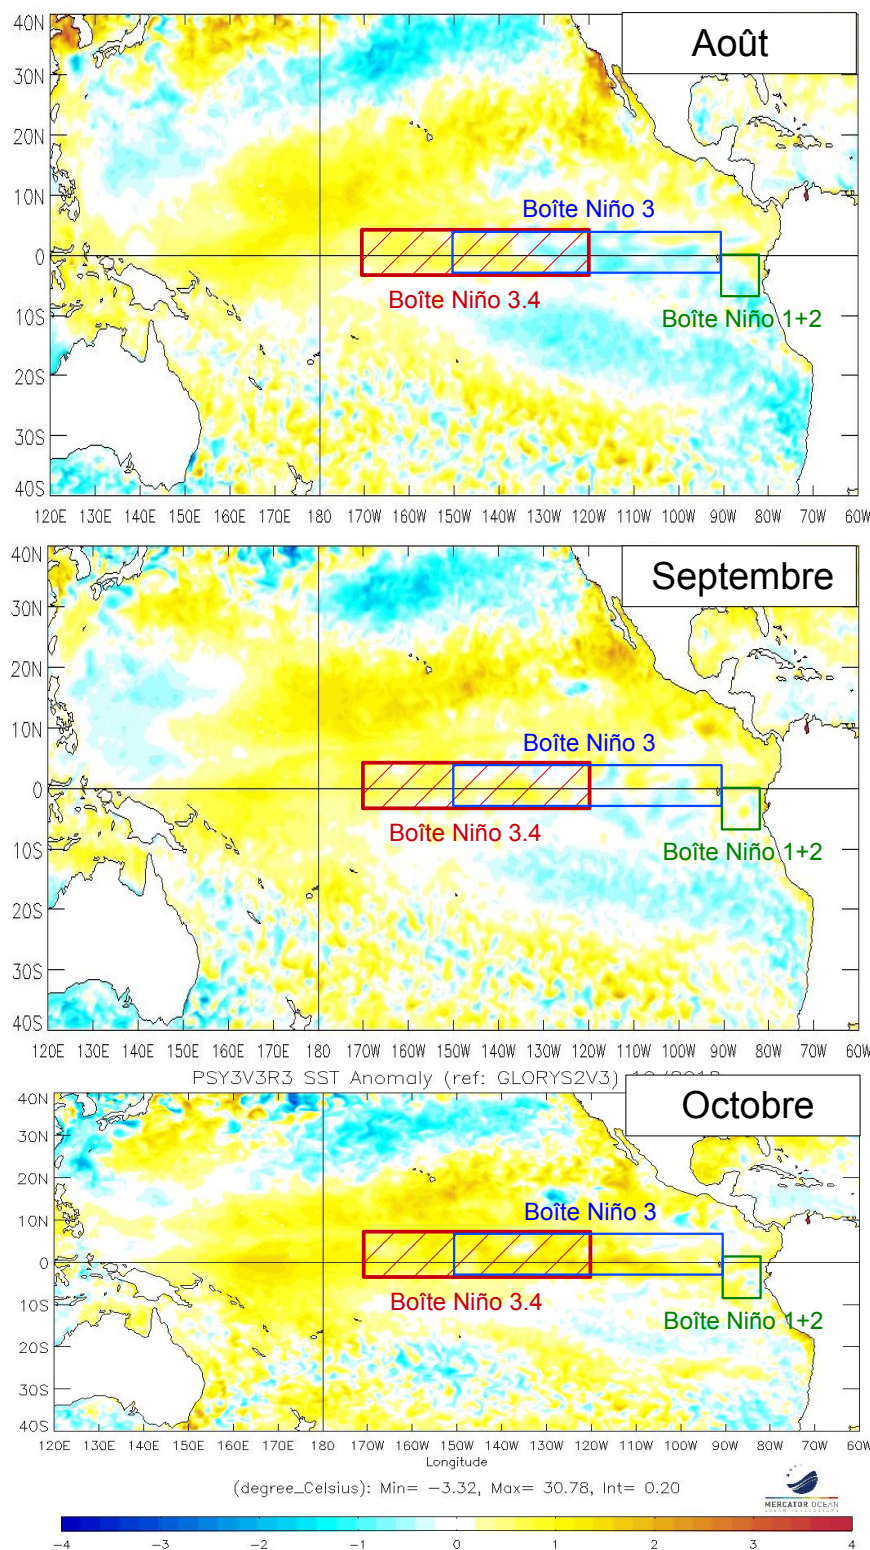 Août
40N
30N
20N
10N
Boîte Niño 3
0
Boîte Niño 3.4
Boîte Niño 1+2
10S
20S
30S
40S
120E 130E 140E 150E 160E 170E 180 170W 160W 150W 140W 130W 120W 110W 100W 90W 80W 70W 60W
Septembre
40N
30N
20N
10N
Boîte Niño 3
0
Boîte Niño 3.4
Boîte Niño 1+2
10S
20S
30S
40S
120E 130E 140E 150E 160E 170E 180 170W 160W 150W 140W 130W 120W 110W 100W 90W 80W 70W 60W
PSY3V3R3 SST Anomaly (ref: GLORYS2V3)
Octobre
40N
30N
20N
10N
Boîte Niño 3
0
Boîte Niño 3.4
Boîte Niño 1+2
10S
20S
30S
40S
120E 130E 140E 150E 160E 170E 180 170W 160W 150W 140W 130W 120W 110W 100W 90W 80W 70W 60W
Longitude
(degree_Celsius): Min= −3.32, Max= 30.78, Int= 0.20
MERCATOR OCEAN
−4 −3 −2 −1 0 1 2 3 4